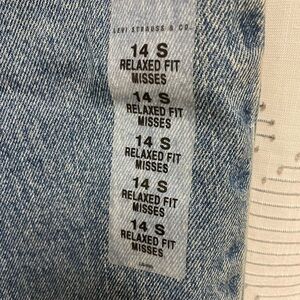 LEVI STRAUSS & CO.
14 S
RELAXED FIT
MISSES
14 S
RELAXED FIT
MISSES
14 S
RELAXED FIT
MISSES
14 S
RELAXED FIT
MISSES
14 S
RELAXED FIT
MISSES